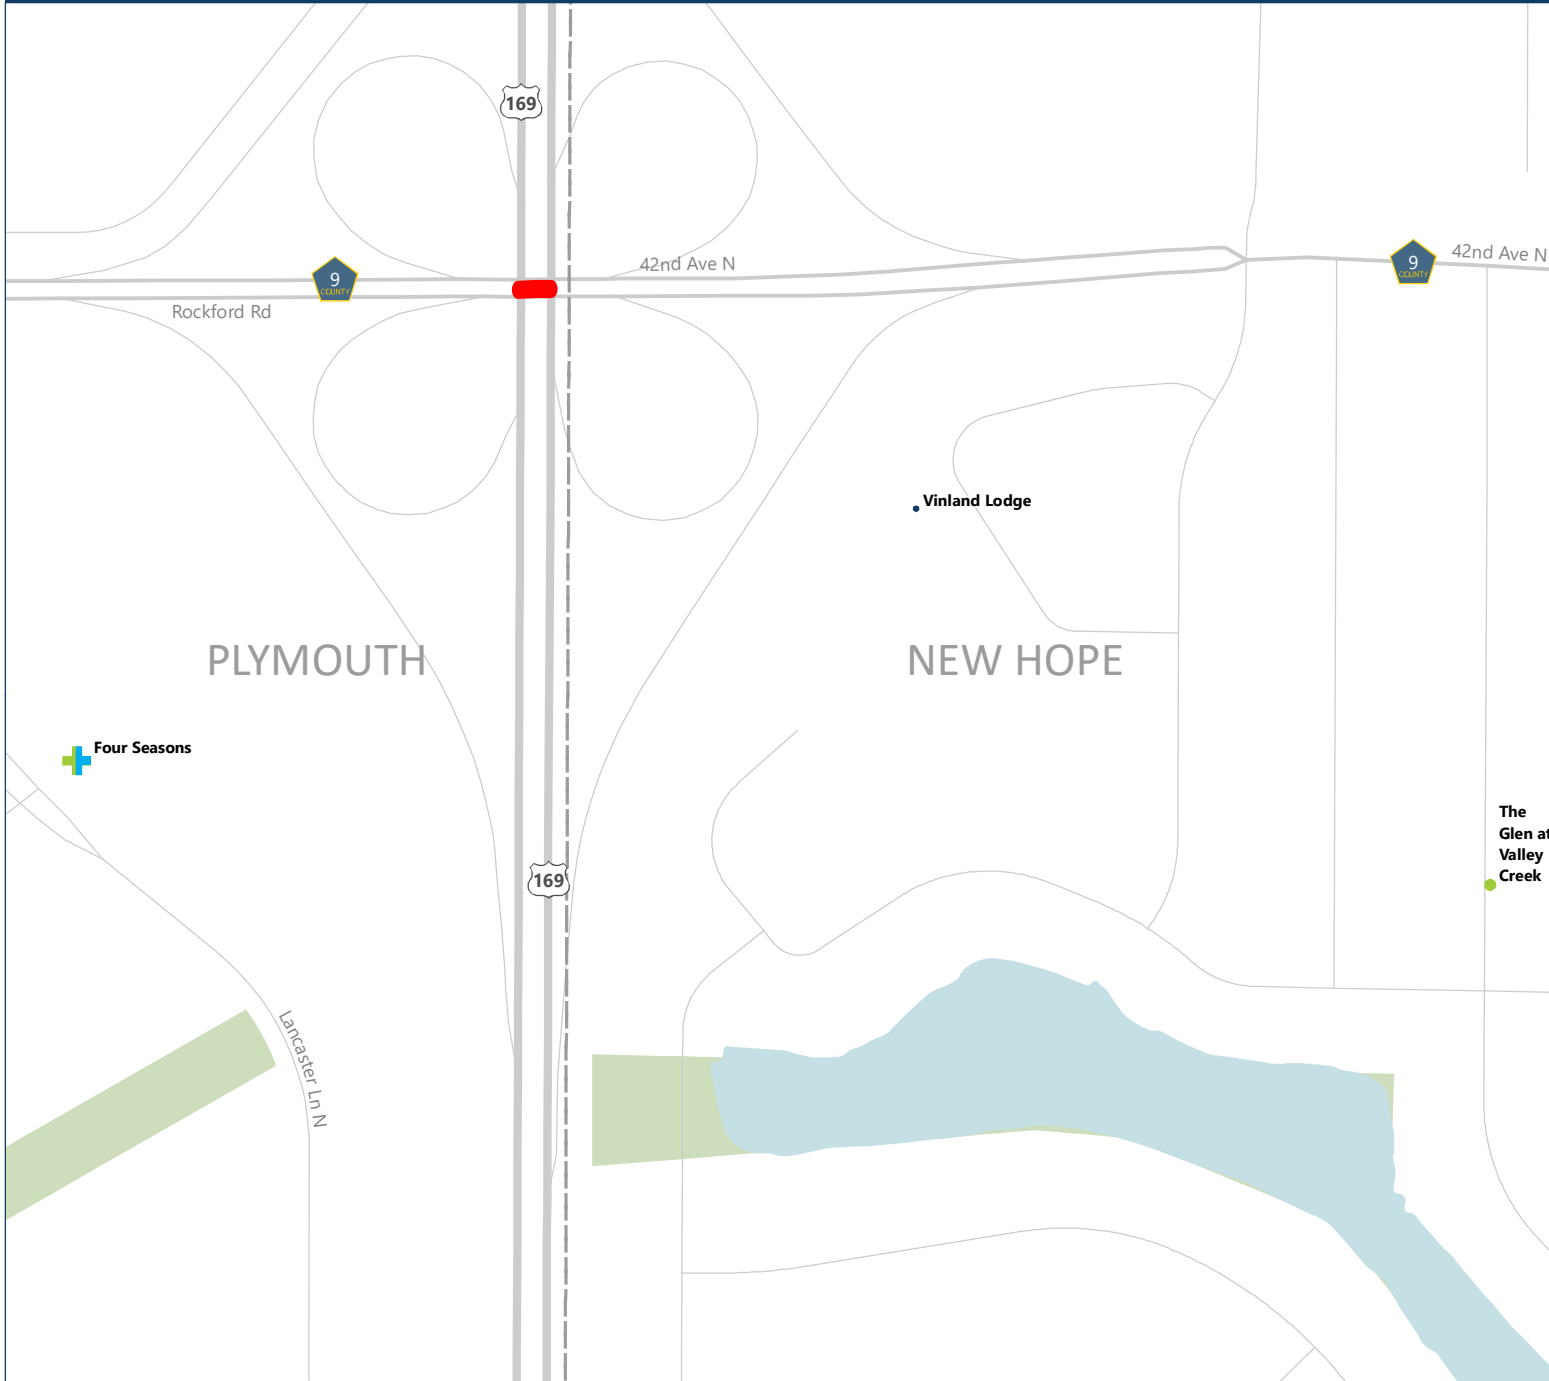 169
42nd Ave N
9
COUNTY
9
COUNTY
42nd Ave N
Rockford Rd
Vinland Lodge
PLYMOUTH
NEW HOPE
Four Seasons
The
Glen at
Valley
Creek
169
Lancaster Ln N